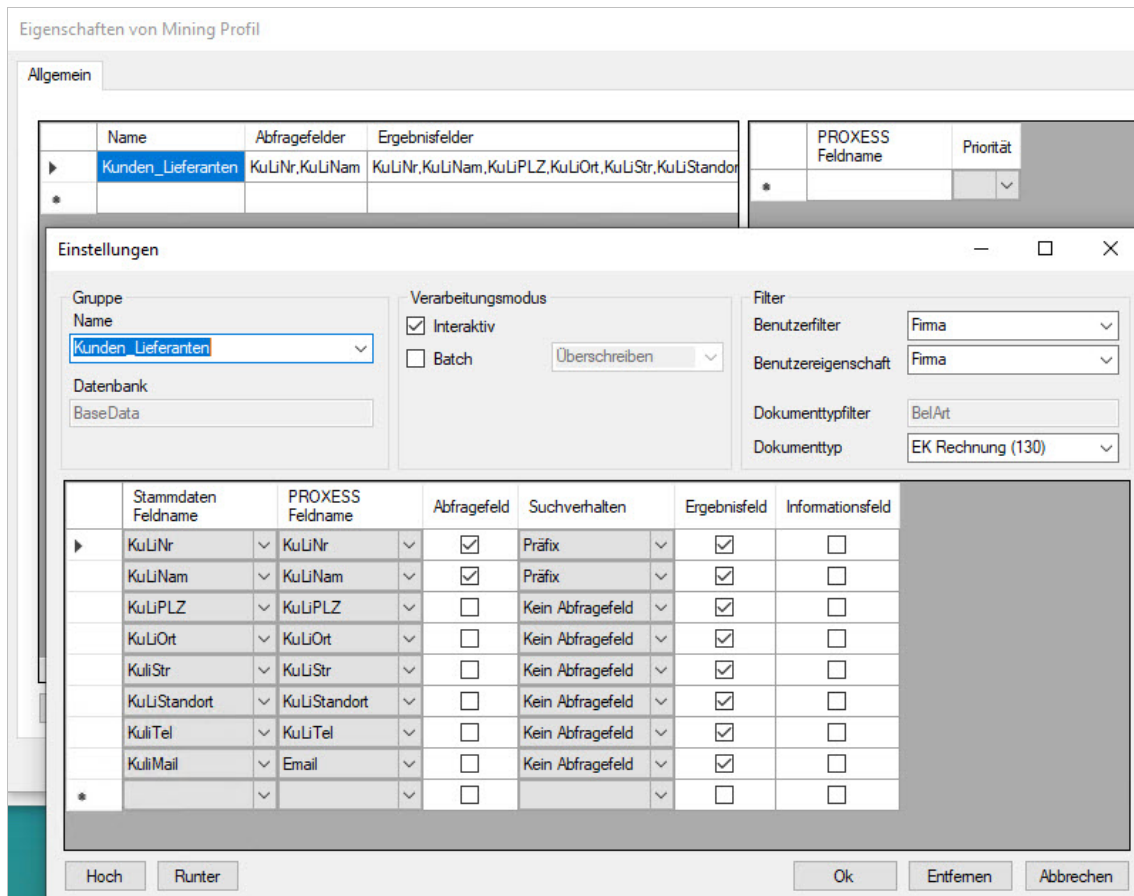 Eigenschaften von Mining Profil
Allgemein
Name Abfragefelder Ergebnisfelder
Kunden_Lieferanten KuLiNr,KuLiNam KuLiNr,KuLiNam,KuLiPLZ,KuLiOrt,KuLiStr,KuLiStandor
PROXESS
Feldname Priorität
Einstellungen
Gruppe
Name
Kunden_Lieferanten
Datenbank
BaseData
Verarbeitungsmodus
Interaktiv
Batch Überschreiben
Filter
Benutzerfilter Firma
Benutzereigenschaft Firma
Dokumenttypfilter BelArt
Dokumenttyp EK Rechnung (130)
Stammdaten Feldname PROXESS Feldname Abfragefeld Suchverhalten Ergebnisfeld Informationsfeld
KuLiNr KuLiNr Präfix
KuLiNam KuLiNam Präfix
KuLiPLZ KuLiPLZ Kein Abfragefeld
KuLiOrt KuLiOrt Kein Abfragefeld
KuliStr KuLiStr Kein Abfragefeld
KuLiStandort KuLiStandort Kein Abfragefeld
KuliTel KuLiTel Kein Abfragefeld
KuliMail Email Kein Abfragefeld
Hoch Runter Ok Entfernen Abbrechen